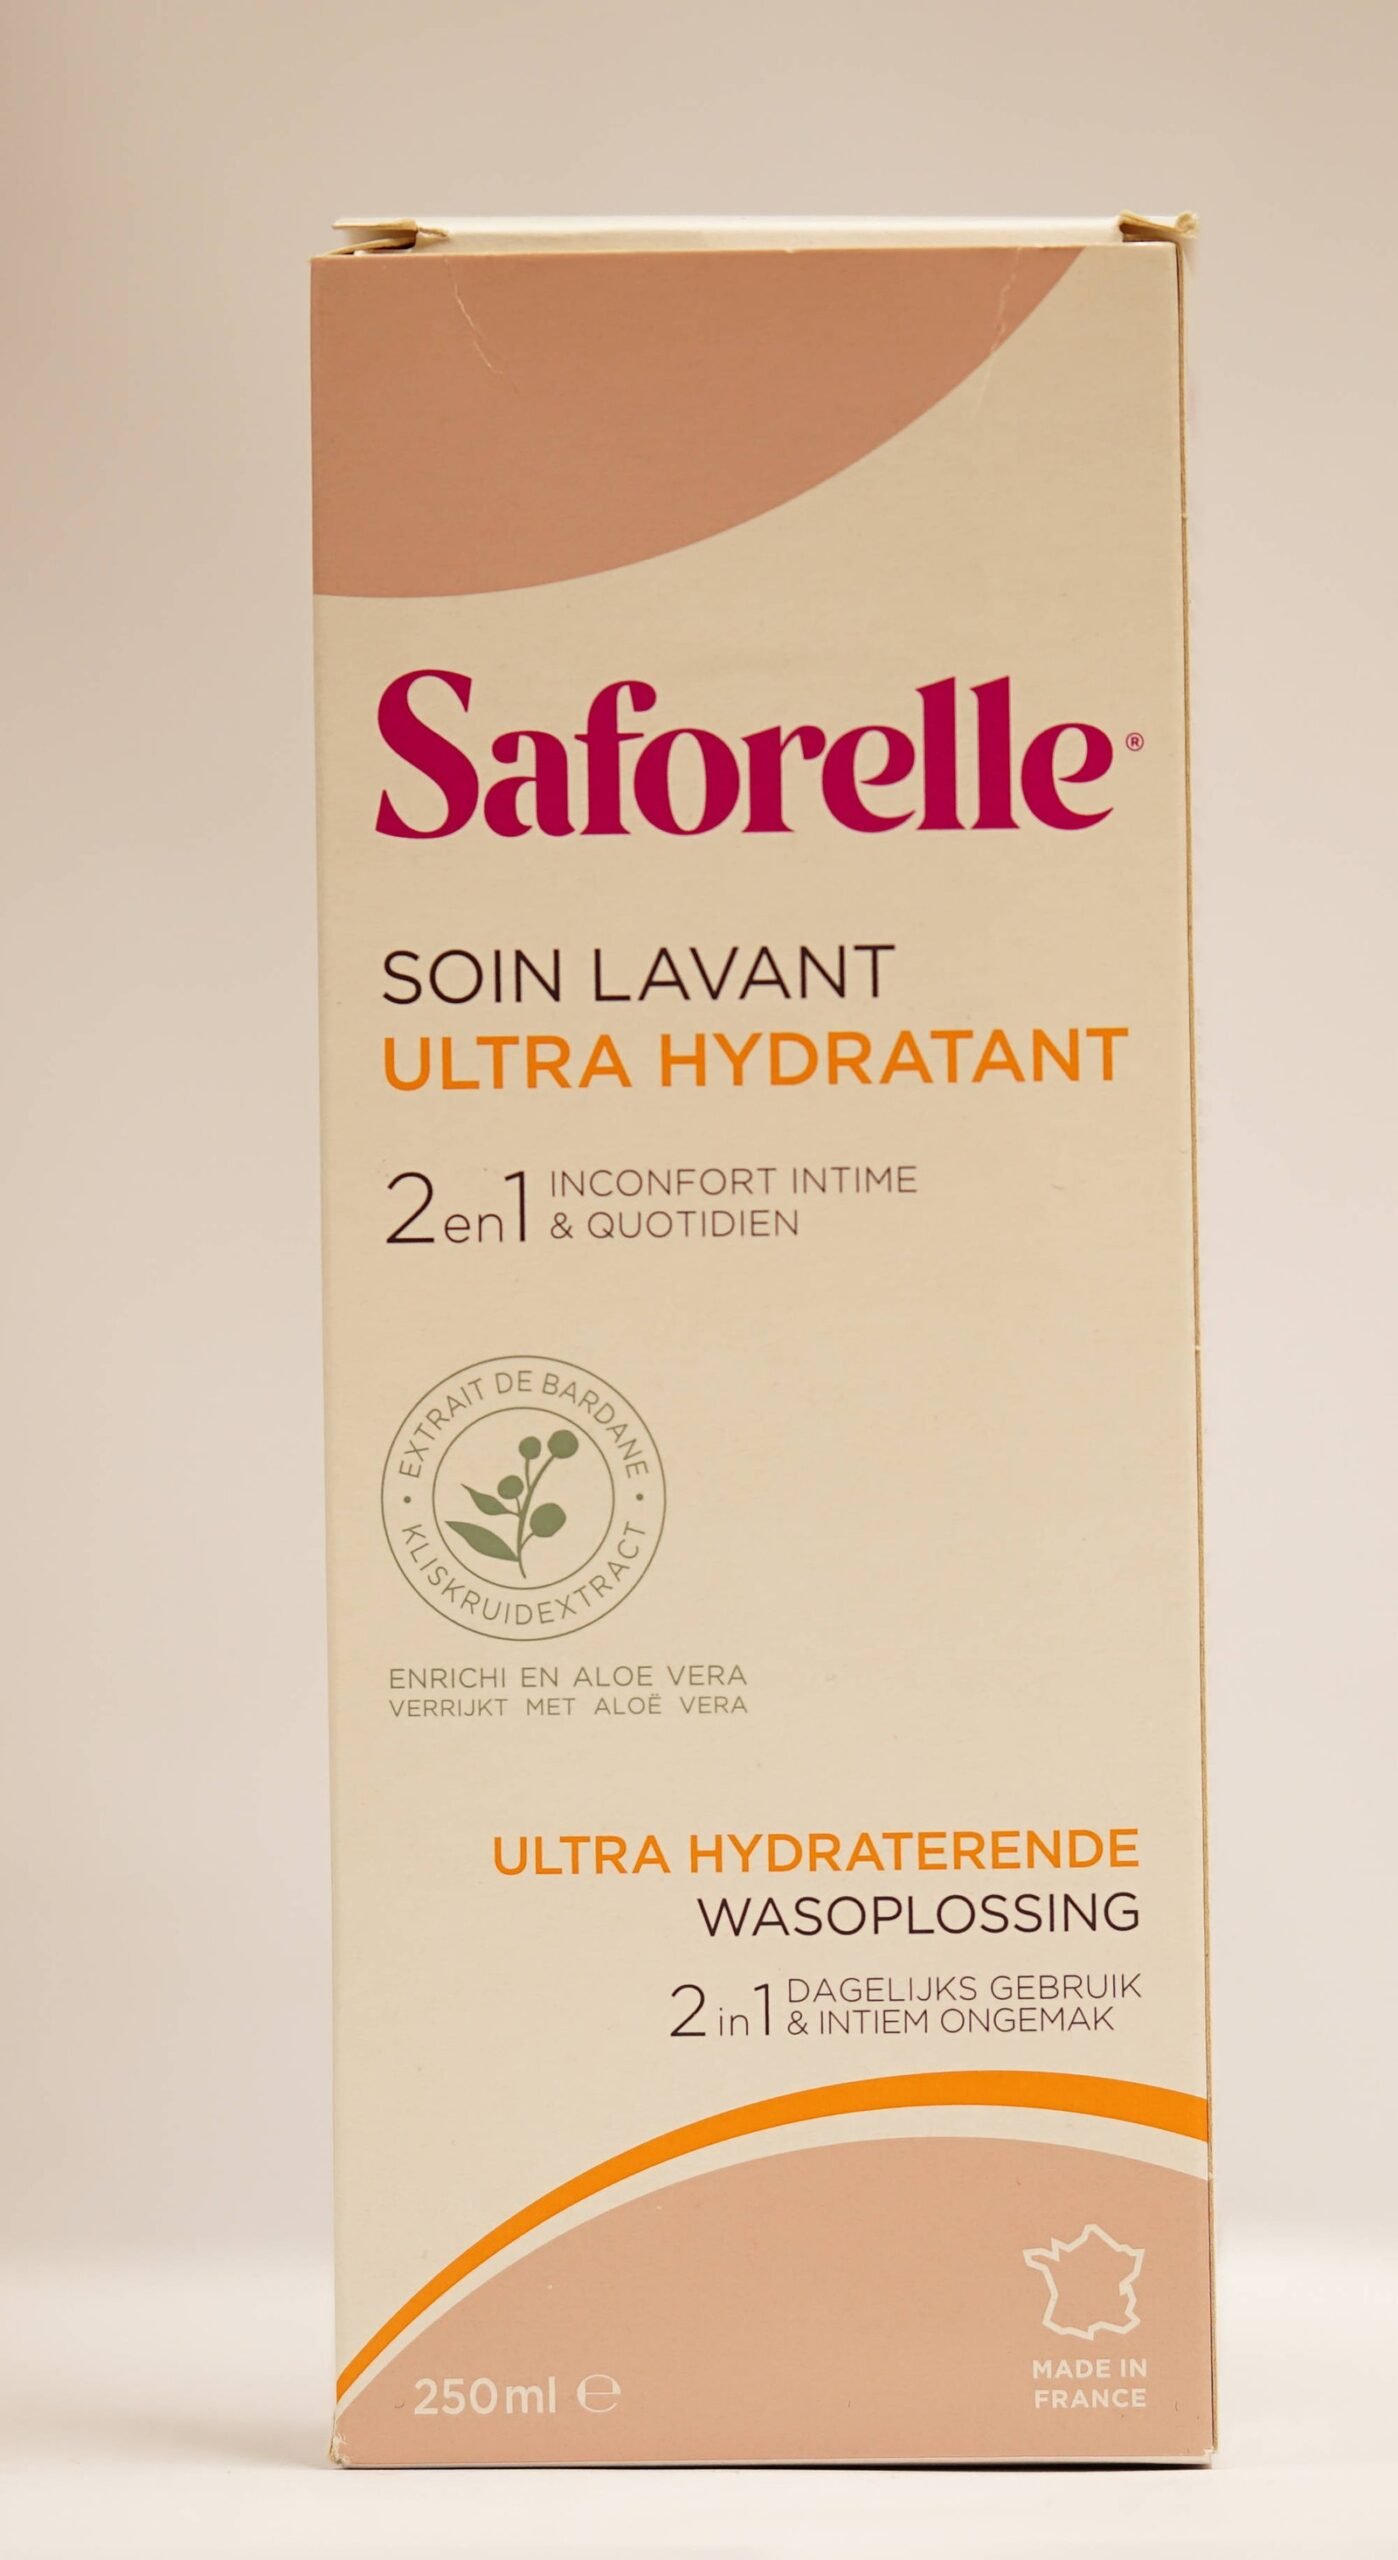 Saforelle®
SOIN LAVANT
ULTRA HYDRATANT
2en1 INCONFORT INTIME
& QUOTIDIEN
• EXTRAIT DE BARDANE •
KLISKRUIDEXTRACT
ENRICHI EN ALOE VERA
VERRIJKT MET ALOË VERA
ULTRA HYDRATERENDE
WASOPLOSSING
2in1 DAGELIJKS GEBRUIK
& INTIEM ONGEMAK
250ml ℮
MADE IN
FRANCE